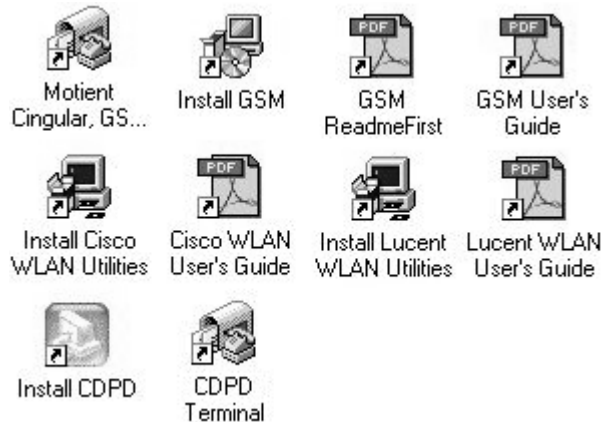 PDF
PDF
Motient
Cingular, GS...
Install GSM
GSM
ReadmeFirst
GSM User's
Guide
PDF
PDF
Install Cisco
WLAN Utilities
Cisco WLAN
User's Guide
Install Lucent
WLAN Utilities
Lucent WLAN
User's Guide
Install CDPD
CDPD
Terminal